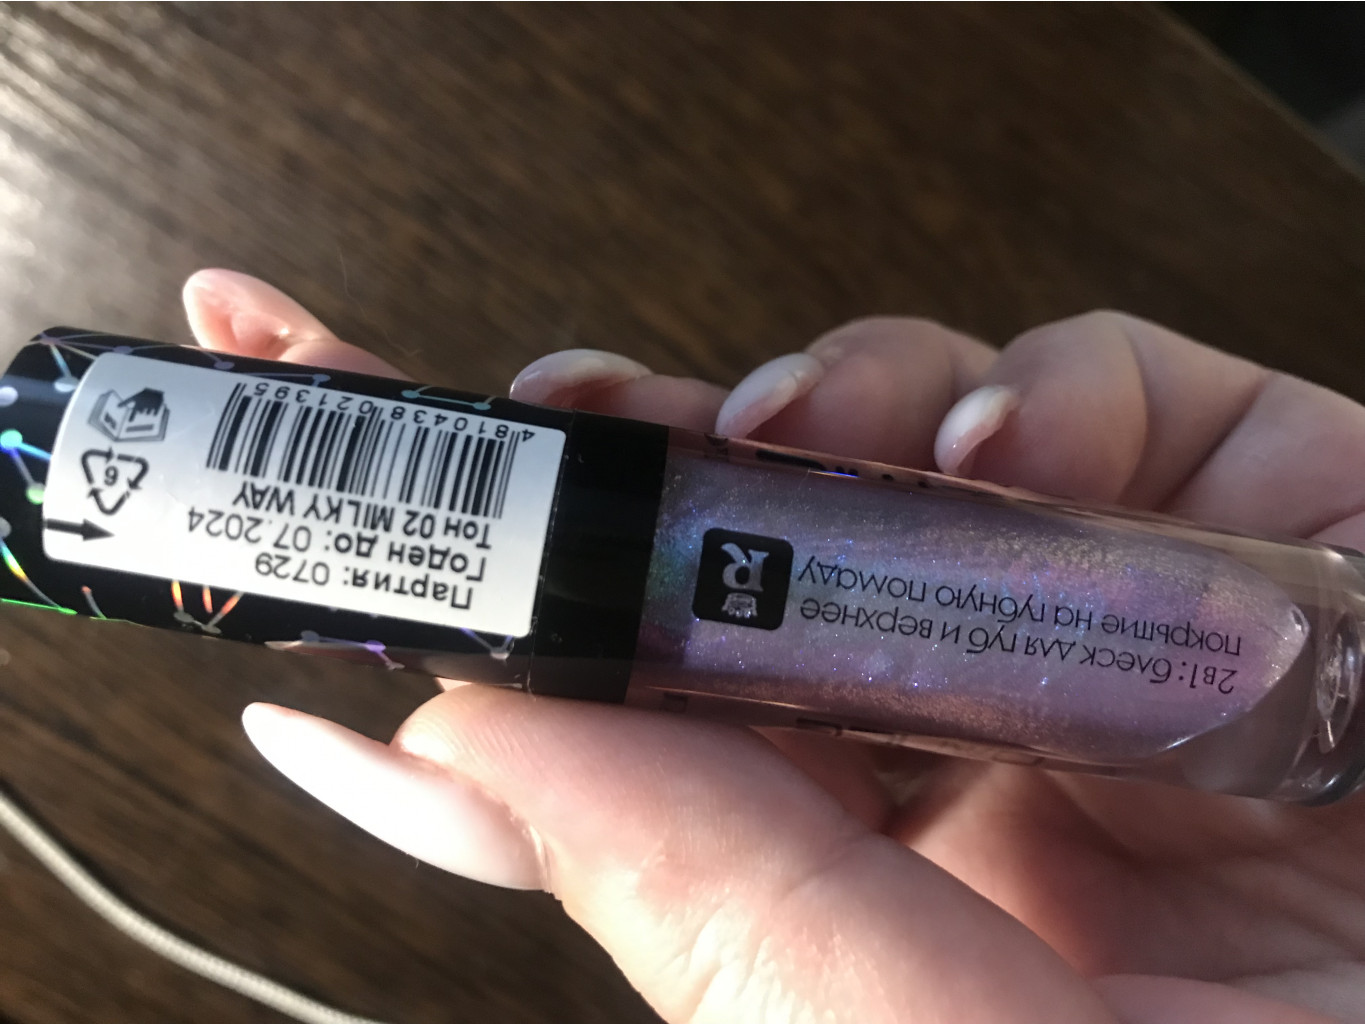 Партия: 0729
Годен до: 07.2024
Тон 02 MILKY WAY
4810438021395
6
R
2в1: блеск для губ и верхнее
покрытие на губную помаду